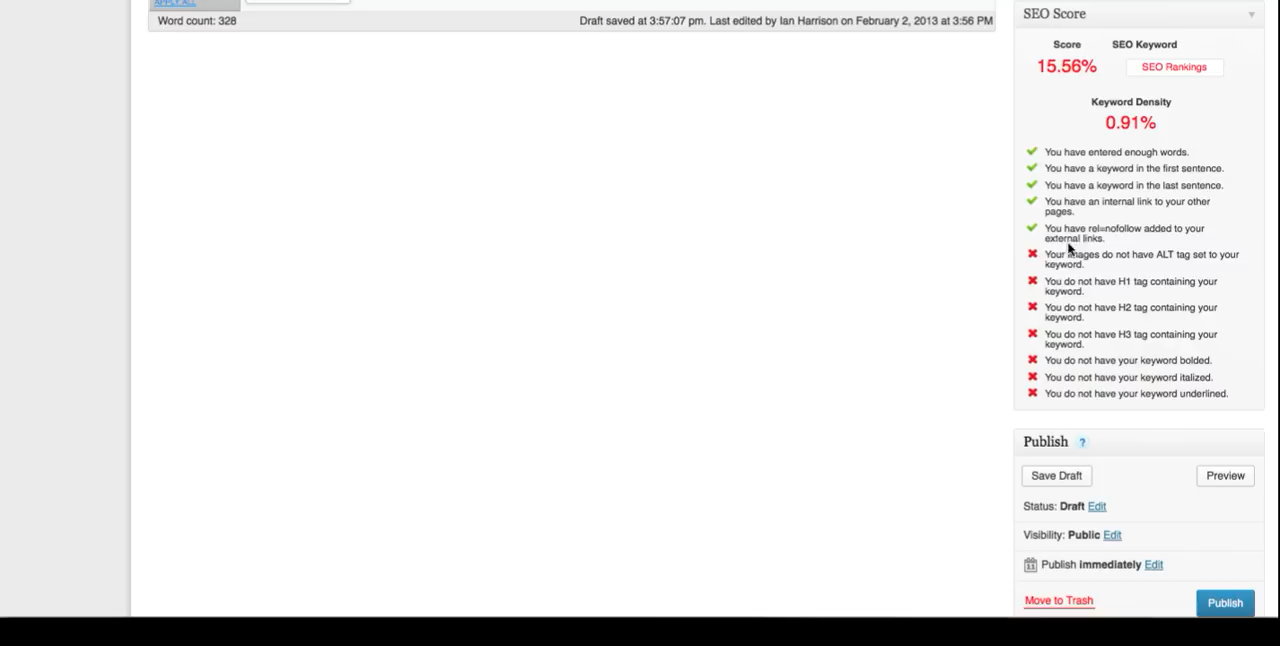 APPLY ALL
Word count: 328
Draft saved at 3:57:07 pm. Last edited by Ian Harrison on February 2, 2013 at 3:56 PM
SEO Score
Score
SEO Keyword
15.56%
SEO Rankings
Keyword Density
0.91%
You have entered enough words.
You have a keyword in the first sentence.
You have a keyword in the last sentence.
You have an internal link to your other
pages.
You have rel=nofollow added to your
external links.
Your images do not have ALT tag set to your
keyword.
You do not have H1 tag containing your
keyword.
You do not have H2 tag containing your
keyword.
You do not have H3 tag containing your
keyword.
You do not have your keyword bolded.
You do not have your keyword italized.
You do not have your keyword underlined.
Publish ?
Save Draft
Preview
Status: Draft Edit
Visibility: Public Edit
11 Publish immediately Edit
Move to Trash
Publish